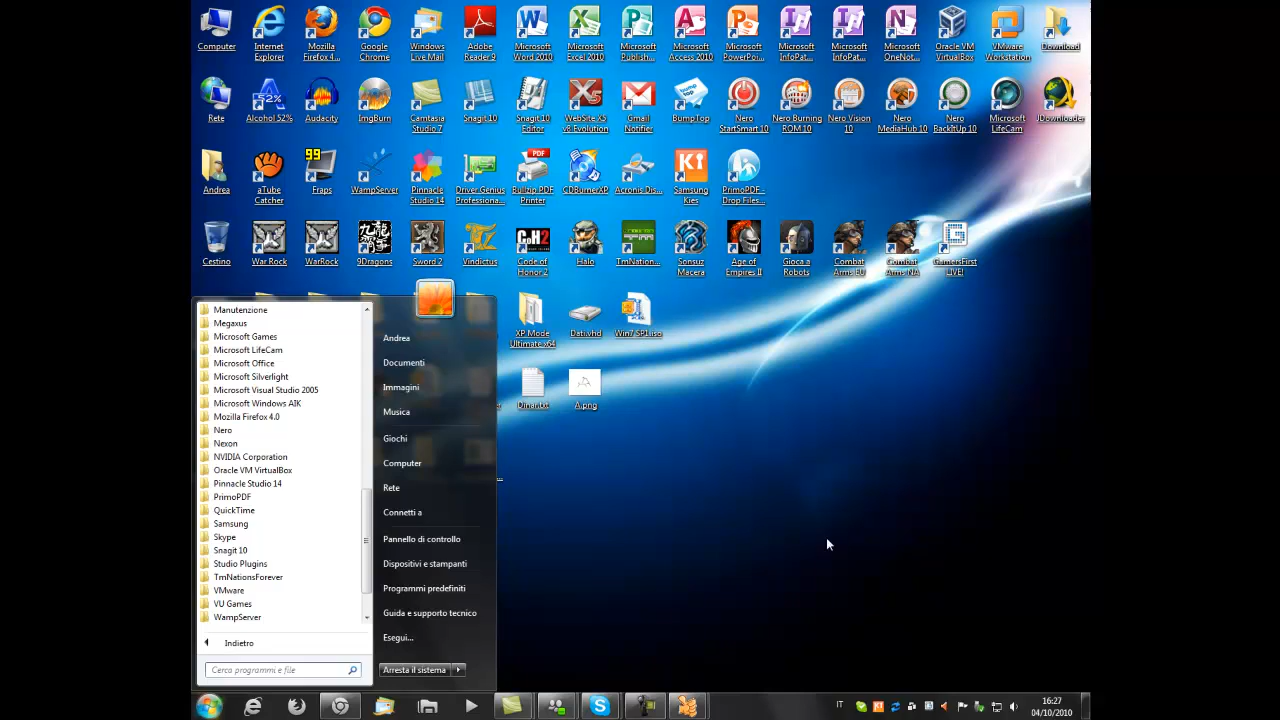 Computer
Internet Explorer
Mozilla Firefox 4...
Google Chrome
Windows Live Mail
Adobe Reader 9
Microsoft Word 2010
Microsoft Excel 2010
Microsoft Publish...
Microsoft Access 2010
Microsoft PowerPoi...
Microsoft InfoPat...
Microsoft InfoPat...
Microsoft OneNot...
Oracle VM VirtualBox
VMware Workstation
Download
Rete
Alcohol 52%
Audacity
ImgBurn
Camtasia Studio 7
Snagit 10
Snagit 10 Editor
WebSite X5 v8 Evolution
Gmail Notifier
BumpTop
Nero StartSmart 10
Nero Burning ROM 10
Nero Vision 10
Nero MediaHub 10
Nero BackItUp 10
Microsoft LifeCam
JDownloader
Andrea
aTube Catcher
99
Fraps
WampServer
Pinnacle Studio 14
Driver Genius Professiona...
PDF
Bullzip PDF Printer
CDBurnerXP
Acronis Dis...
Samsung Kies
PrimoPDF - Drop Files...
Cestino
War Rock
WarRock
9Dragons
Sword 2
Vindictus
Code of Honor 2
Halo
TmNation...
Sonsuz Macera
Age of Empires II
Gioca a Robots
Combat Arms EU
Combat Arms NA
GamersFirst LIVE!
XP Mode Ultimate x64
Dati.vhd
Win7 SP1.iso
Dinar.txt
A.png
Manutenzione
Megaxus
Microsoft Games
Microsoft LifeCam
Microsoft Office
Microsoft Silverlight
Microsoft Visual Studio 2005
Microsoft Windows AIK
Mozilla Firefox 4.0
Nero
Nexon
NVIDIA Corporation
Oracle VM VirtualBox
Pinnacle Studio 14
PrimoPDF
QuickTime
Samsung
Skype
Snagit 10
Studio Plugins
TmNationsForever
VMware
VU Games
WampServer
Indietro
Cerca programmi e file
Andrea
Documenti
Immagini
Musica
Giochi
Computer
Rete
Connetti a
Pannello di controllo
Dispositivi e stampanti
Programmi predefiniti
Guida e supporto tecnico
Esegui...
Arresta il sistema
IT
16:27
04/10/2010